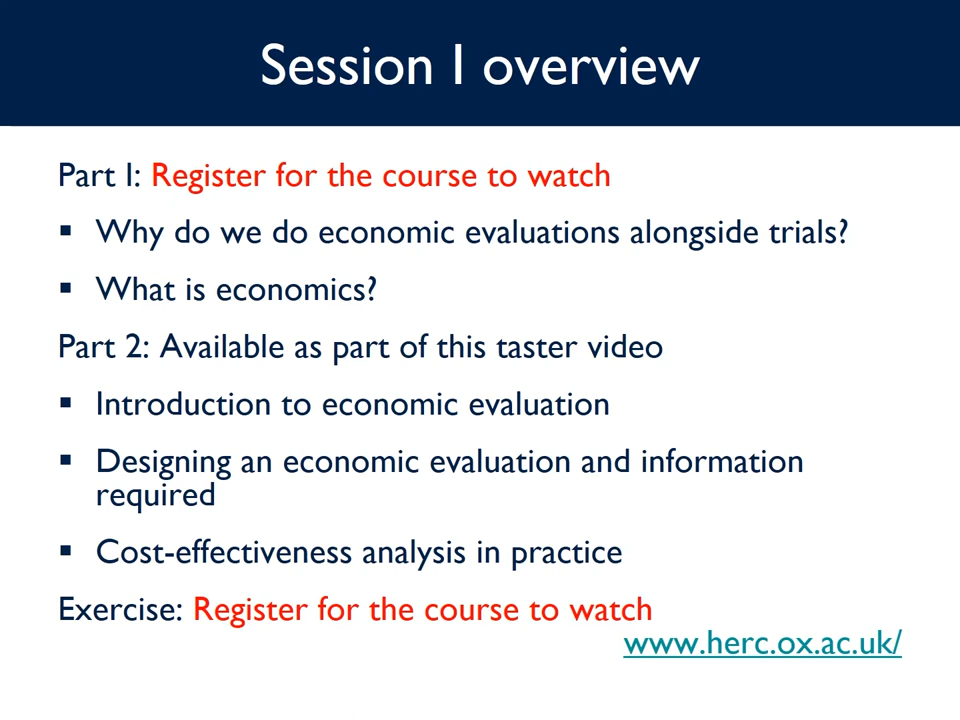 Session 1 overview
Part 1: Register for the course to watch
▪ Why do we do economic evaluations alongside trials?
▪ What is economics?
Part 2: Available as part of this taster video
▪ Introduction to economic evaluation
▪ Designing an economic evaluation and information
required
▪ Cost-effectiveness analysis in practice
Exercise: Register for the course to watch
www.herc.ox.ac.uk/